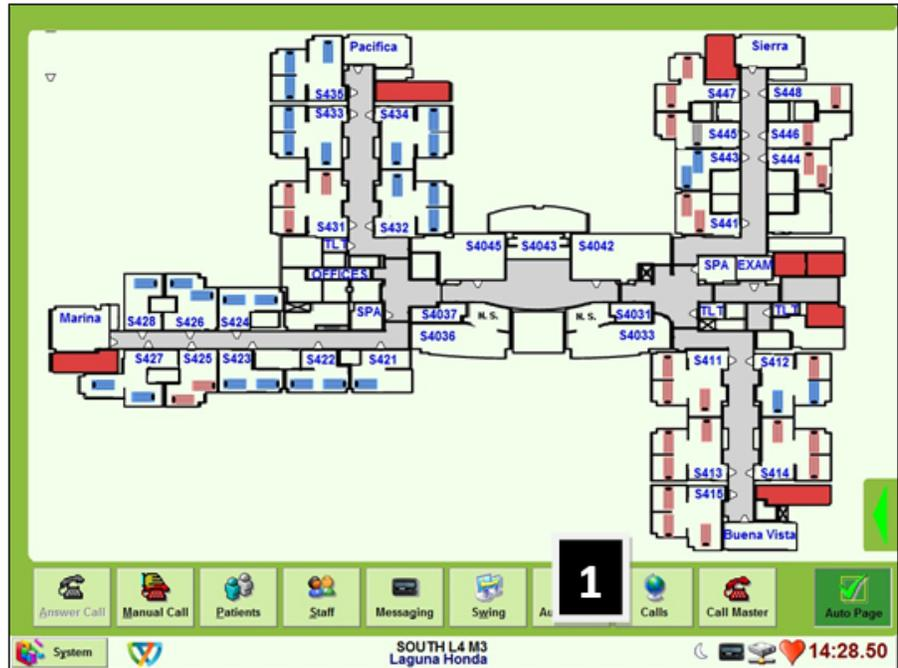 Pacifica
Sierra
S435
S433
S434
S447
S448
S445
S446
S443
S444
S431
S432
S441
TLT
OFFICES
S4045
S4043
S4042
SPA
EXAM
SPA
S4037
N. S.
N. S.
S4031
TLT
TLT
S4036
S4033
Marina
S428
S426
S424
S427
S425
S423
S422
S421
S411
S412
S413
S414
S415
Buena Vista
1
Answer Call
Manual Call
Patients
Staff
Messaging
Swing
Au
Calls
Call Master
Auto Page
System
SOUTH L4 M3
Laguna Honda
14:28.50